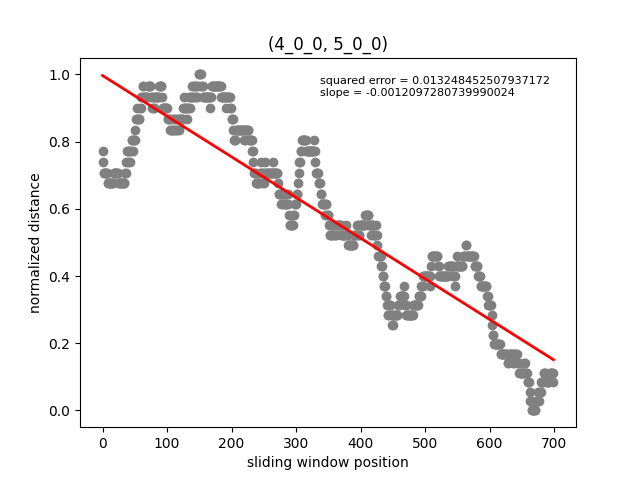 (4_0_0, 5_0_0)
squared error = 0.013248452507937172
slope = -0.0012097280739990024
normalized distance
1.0
0.8
0.6
0.4
0.2
0.0
0 100 200 300 400 500 600 700
sliding window position